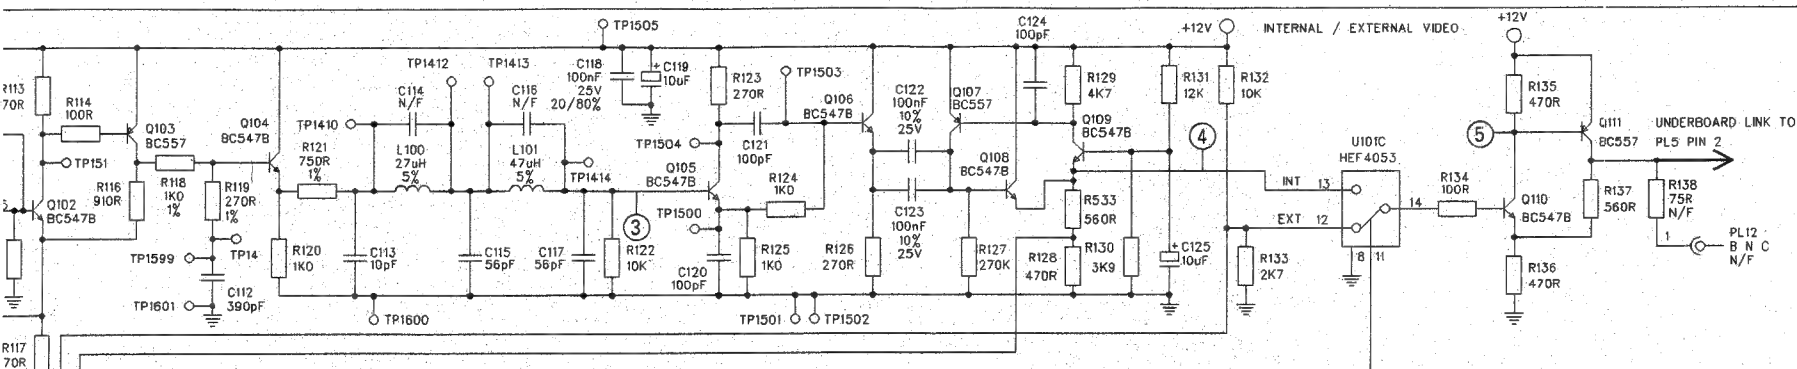 R113
70R
R114
100R
Q103
BC557
TP151
R116
910R
Q102
BC547B
R118
1K0
1%
R119
270R
1%
TP14
TP1599
TP1601
C112
390pF
R117
70R
Q104
BC547B
R120
1K0
TP1410
R121
750R
1%
C113
10pF
TP1600
C114
N/F
TP1412
L100
27uH
5%
C115
56pF
TP1413
C116
N/F
L101
47uH
5%
TP1414
C117
56pF
3
R122
10K
TP1505
C118
100nF
25V
20/80%
C119
10uF
+
TP1504
Q105
BC547B
TP1500
C120
100pF
R123
270R
C121
100pF
TP1503
R124
1K0
R125
1K0
TP1501
TP1502
Q106
BC547B
R126
270R
C122
100nF
10%
25V
C123
100nF
10%
25V
Q107
BC557
Q108
BC547B
R127
270K
C124
100pF
R129
4K7
Q109
BC547B
R533
560R
R128
470R
R130
3K9
R131
12K
C125
10uF
+
4
+12V
R132
10K
R133
2K7
INTERNAL / EXTERNAL VIDEO
INT
13
EXT
12
U101C
HEF4053
14
8
11
R134
100R
+12V
R135
470R
5
Q110
BC547B
R136
470R
Q111
BC557
R137
560R
UNDERBOARD LINK TO
PL5 PIN 2
R138
75R
N/F
1
PL12
B N C
N/F